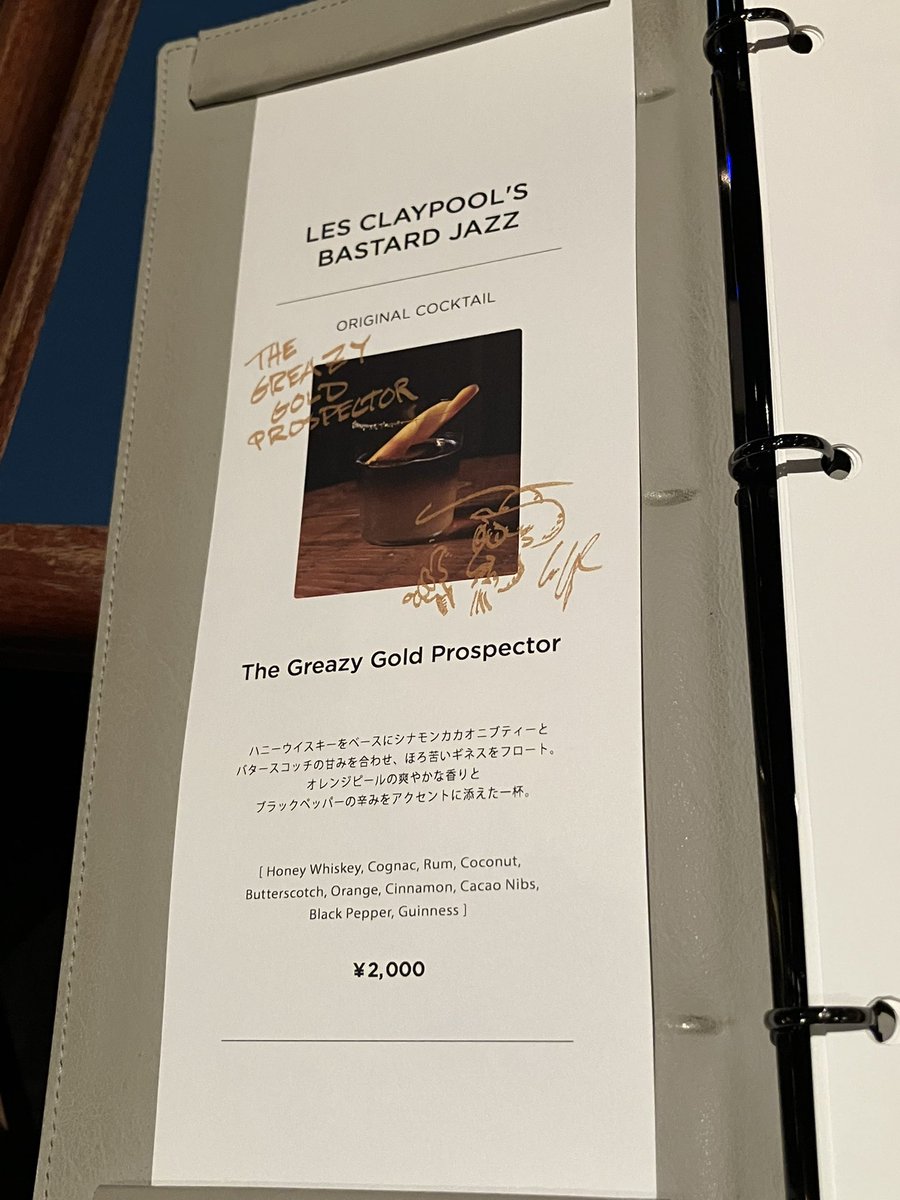 LES CLAYPOOL'S
BASTARD JAZZ
ORIGINAL COCKTAIL
THE
GREAZY
GOLD
PROSPECTOR
The Greazy Gold Prospector
ハニーウイスキーをベースにシナモンカカオニブティーと
バタースコッチの甘みを合わせ、ほろ苦いギネスをフロート。
オレンジピールの爽やかな香りと
ブラックペッパーの辛みをアクセントに添えた一杯。
[ Honey Whiskey, Cognac, Rum, Coconut,
Butterscotch, Orange, Cinnamon, Cacao Nibs,
Black Pepper, Guinness ]
¥2,000